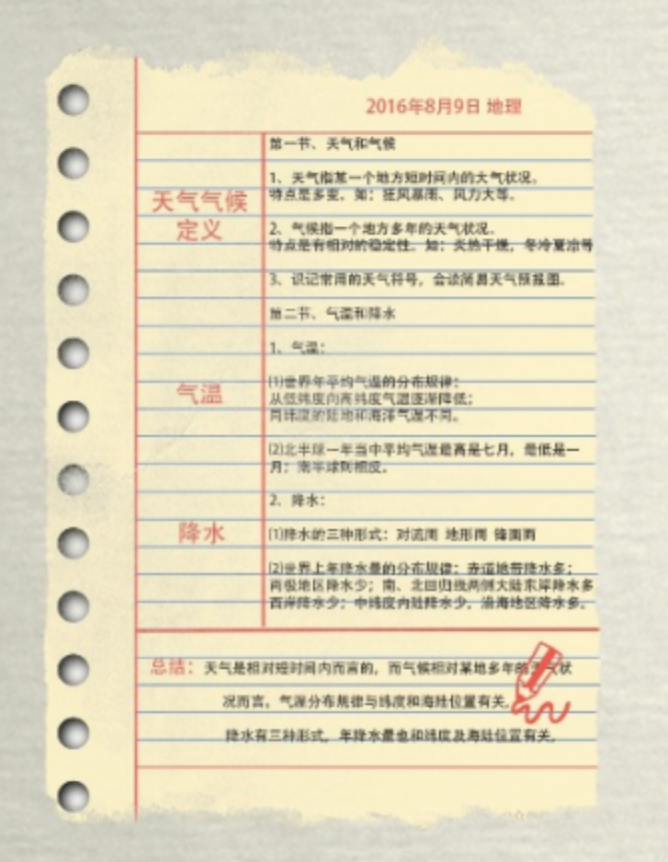 2016年8月9日 地理
天气气候
定义
第一节、天气和气候
1、天气指某一个地方短时间内的大气状况。
特点是多变。如：狂风暴雨、风力大等。
2、气候指一个地方多年的天气状况。
特点是有相对的稳定性。如：炎热干燥，冬冷夏凉等
3、识记常用的天气符号，会读简易天气预报图。
第二节、气温和降水
气温
1、气温：
⑴世界年平均气温的分布规律：
从低纬度向高纬度气温逐渐降低；
同纬度的陆地和海洋气温不同。
⑵北半球一年当中平均气温最高是七月，最低是一
月；南半球则相反。
降水
2、降水：
⑴降水的三种形式：对流雨 地形雨 锋面雨
⑵世界上年降水量的分布规律：赤道地带降水多；
两极地区降水少；南、北回归线两侧大陆东岸降水多
西岸降水少；中纬度内陆降水少，沿海地区降水多。
总结：天气是相对短时间内而言的，而气候相对某地多年的天气状
况而言，气温分布规律与纬度和海陆位置有关。
降水有三种形式，年降水量也和纬度及海陆位置有关。